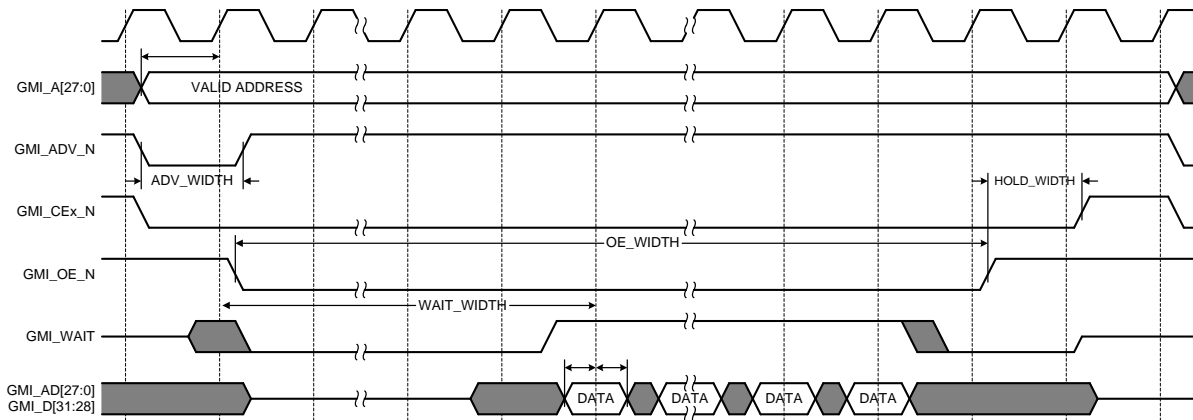 GMI_A[27:0]
VALID ADDRESS
GMI_ADV_N
ADV_WIDTH
HOLD_WIDTH
GMI_CEx_N
OE_WIDTH
GMI_OE_N
WAIT_WIDTH
GMI_WAIT
GMI_AD[27:0]
GMI_D[31:28]
DATA DATA DATA DATA